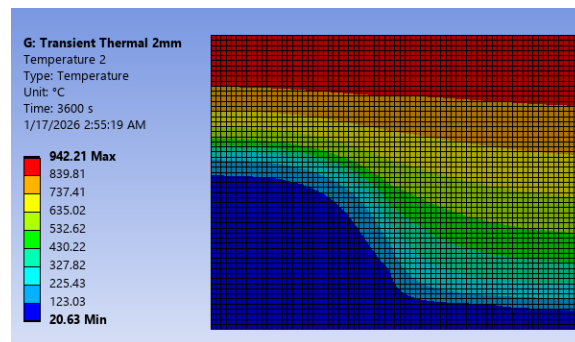 G: Transient Thermal 2mm
Temperature 2
Type: Temperature
Unit: °C
Time: 3600 s
1/17/2026 2:55:19 AM
942.21 Max
839.81
737.41
635.02
532.62
430.22
327.82
225.43
123.03
20.63 Min